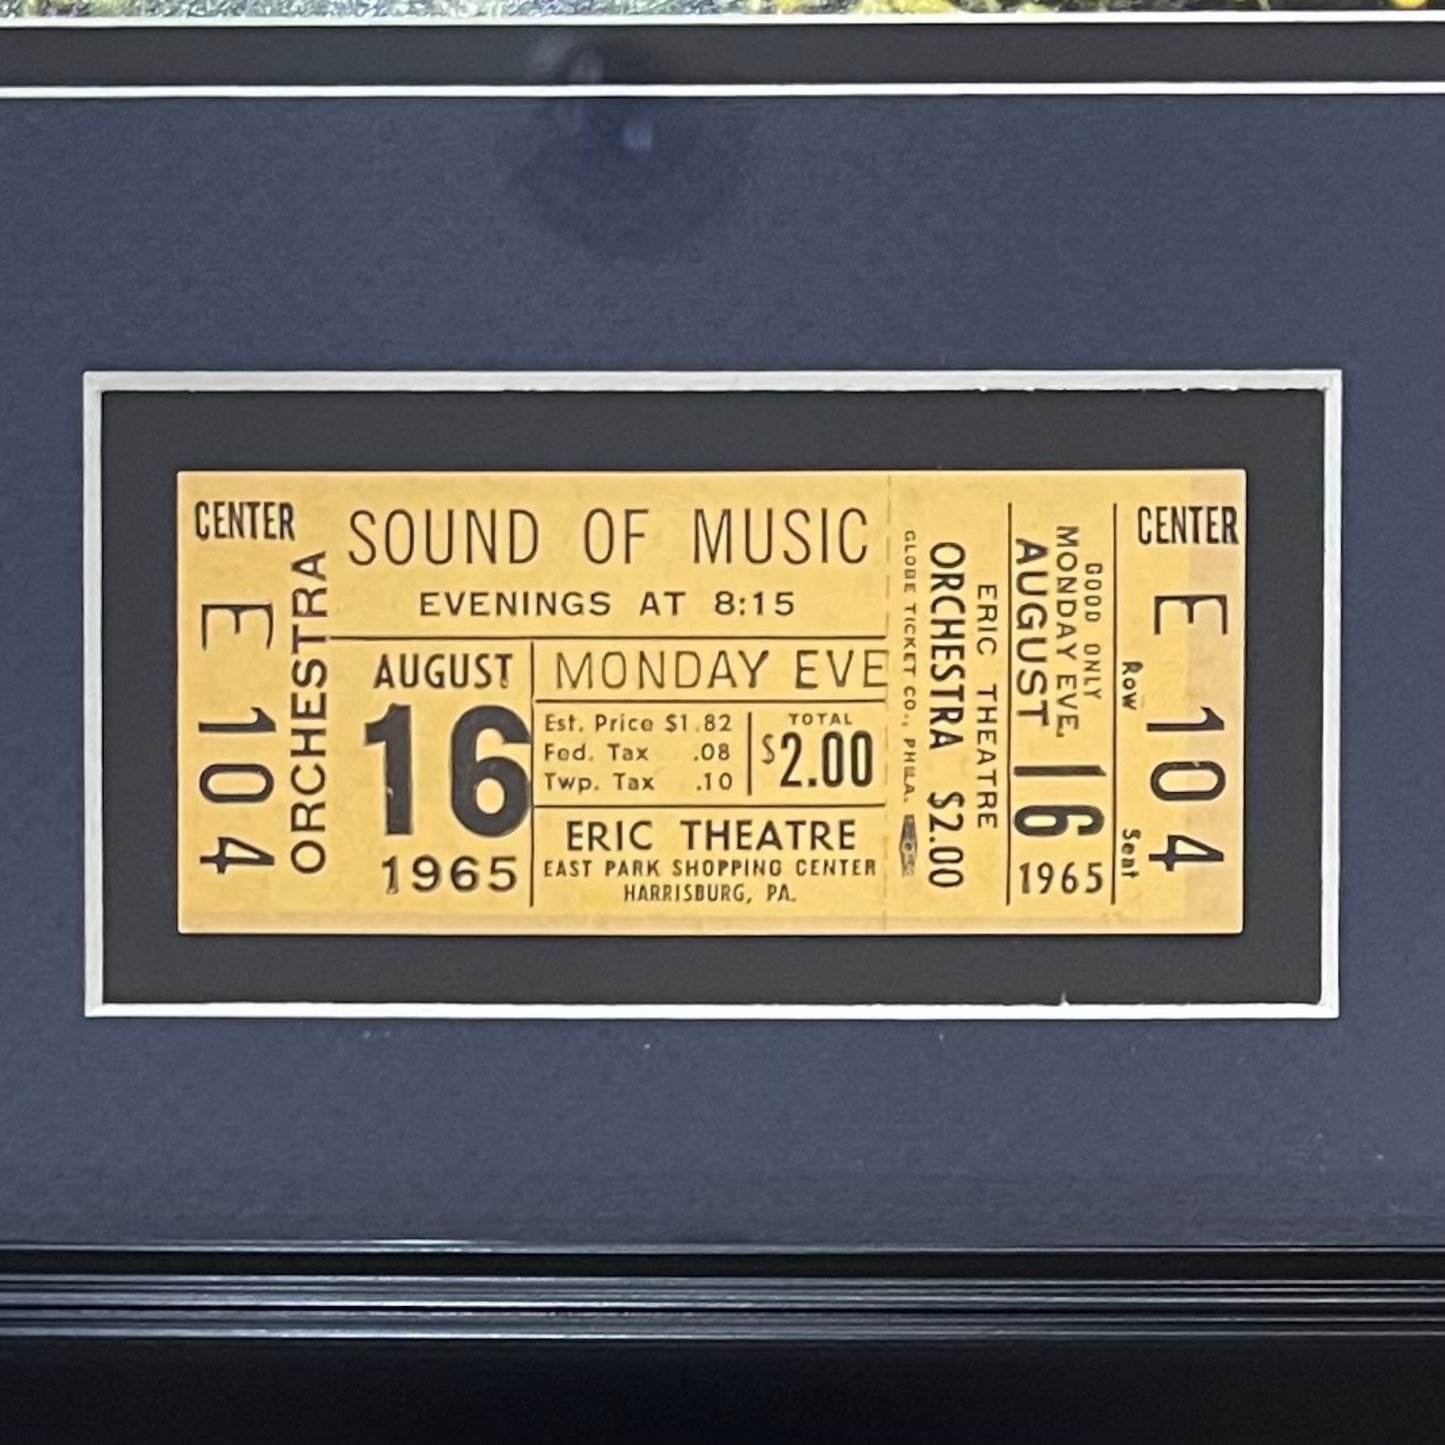 CENTER
E 104
ORCHESTRA
SOUND OF MUSIC
EVENINGS AT 8:15
AUGUST
16
1965
MONDAY EVE
Est. Price $1.82
Fed. Tax .08
Twp. Tax .10
TOTAL
$2.00
ERIC THEATRE
EAST PARK SHOPPING CENTER
HARRISBURG, PA.
GLOBE TICKET CO., PHILA.
ORCHESTRA $2.00
ERIC THEATRE
AUGUST 16
1965
MONDAY EVE.
GOOD ONLY
CENTER
Row Seat
E 104